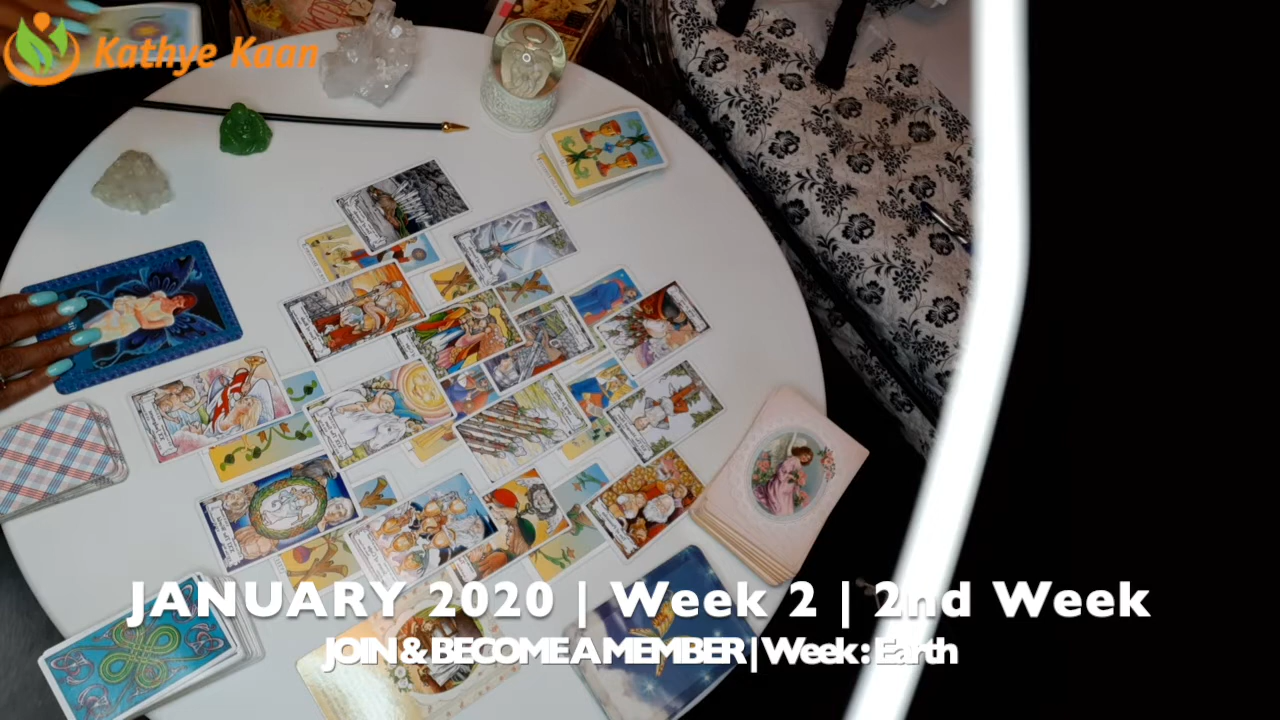 Kathye Kaan
JANUARY 2020 | Week 2 | 2nd Week
JOIN & BECOME A MEMBER | Week : Earth